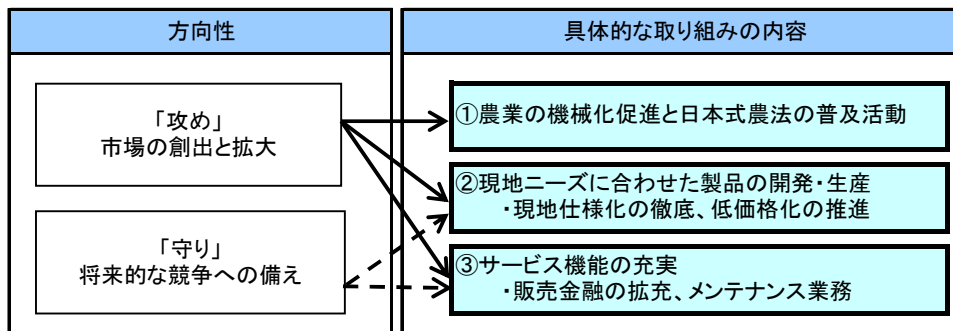 方向性
「攻め」
市場の創出と拡大
「守り」
将来的な競争への備え
具体的な取り組みの内容
①農業の機械化促進と日本式農法の普及活動
②現地ニーズに合わせた製品の開発・生産
・現地仕様化の徹底、低価格化の推進
③サービス機能の充実
・販売金融の拡充、メンテナンス業務